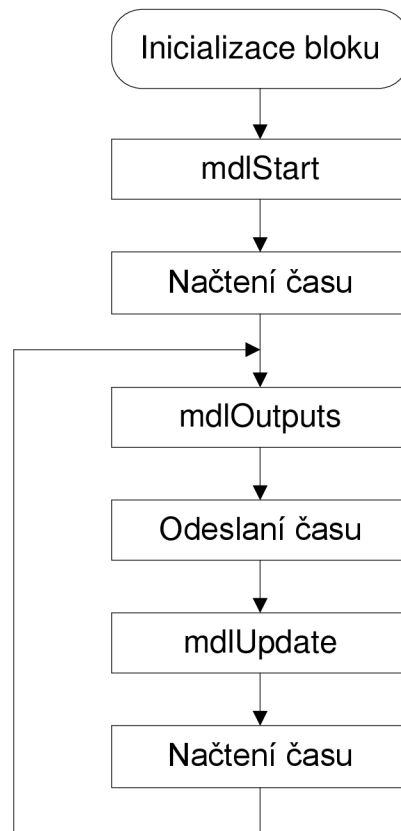 Inicializace bloku
mdlStart
Načtení času
mdlOutputs
Odeslaní času
mdlUpdate
Načtení času